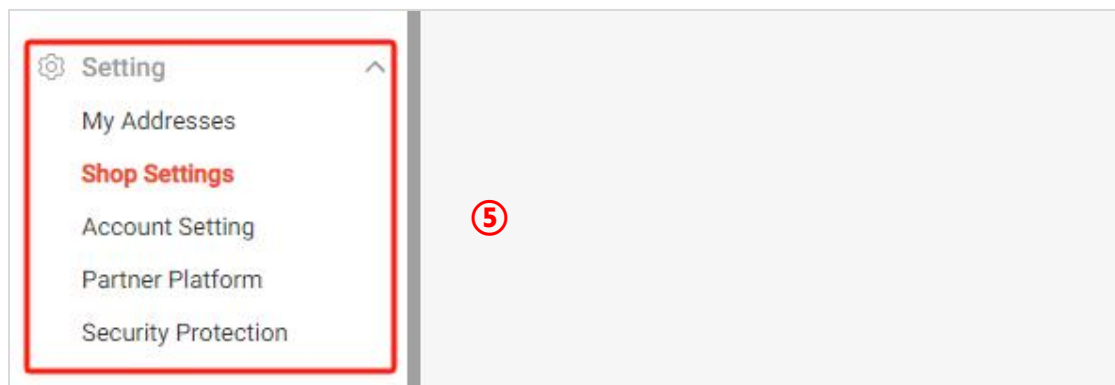 Setting
My Addresses
Shop Settings
Account Setting
⑤
Partner Platform
Security Protection